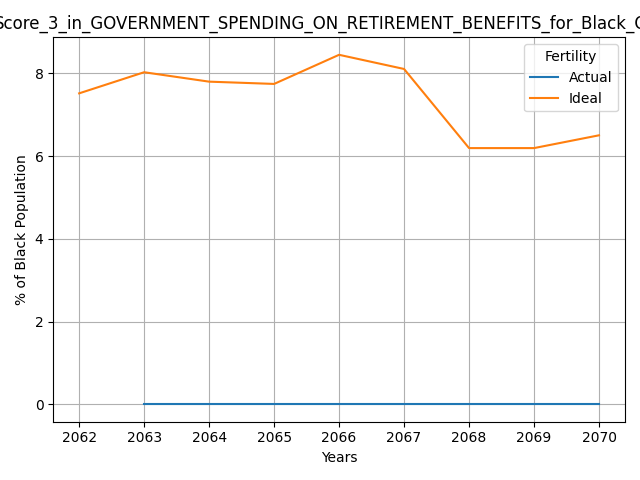 Score_3_in_GOVERNMENT_SPENDING_ON_RETIREMENT_BENEFITS_for_Black_
Fertility
Actual
Ideal
8
6
4
2
0
% of Black Population
2062 2063 2064 2065 2066 2067 2068 2069 2070
Years